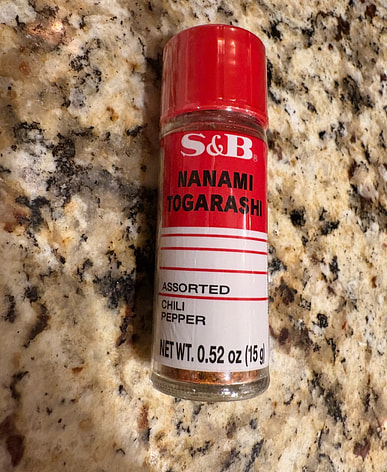 S&B®
NANAMI
TOGARASHI
ASSORTED
CHILI
PEPPER
NET WT. 0.52 oz (15 g)